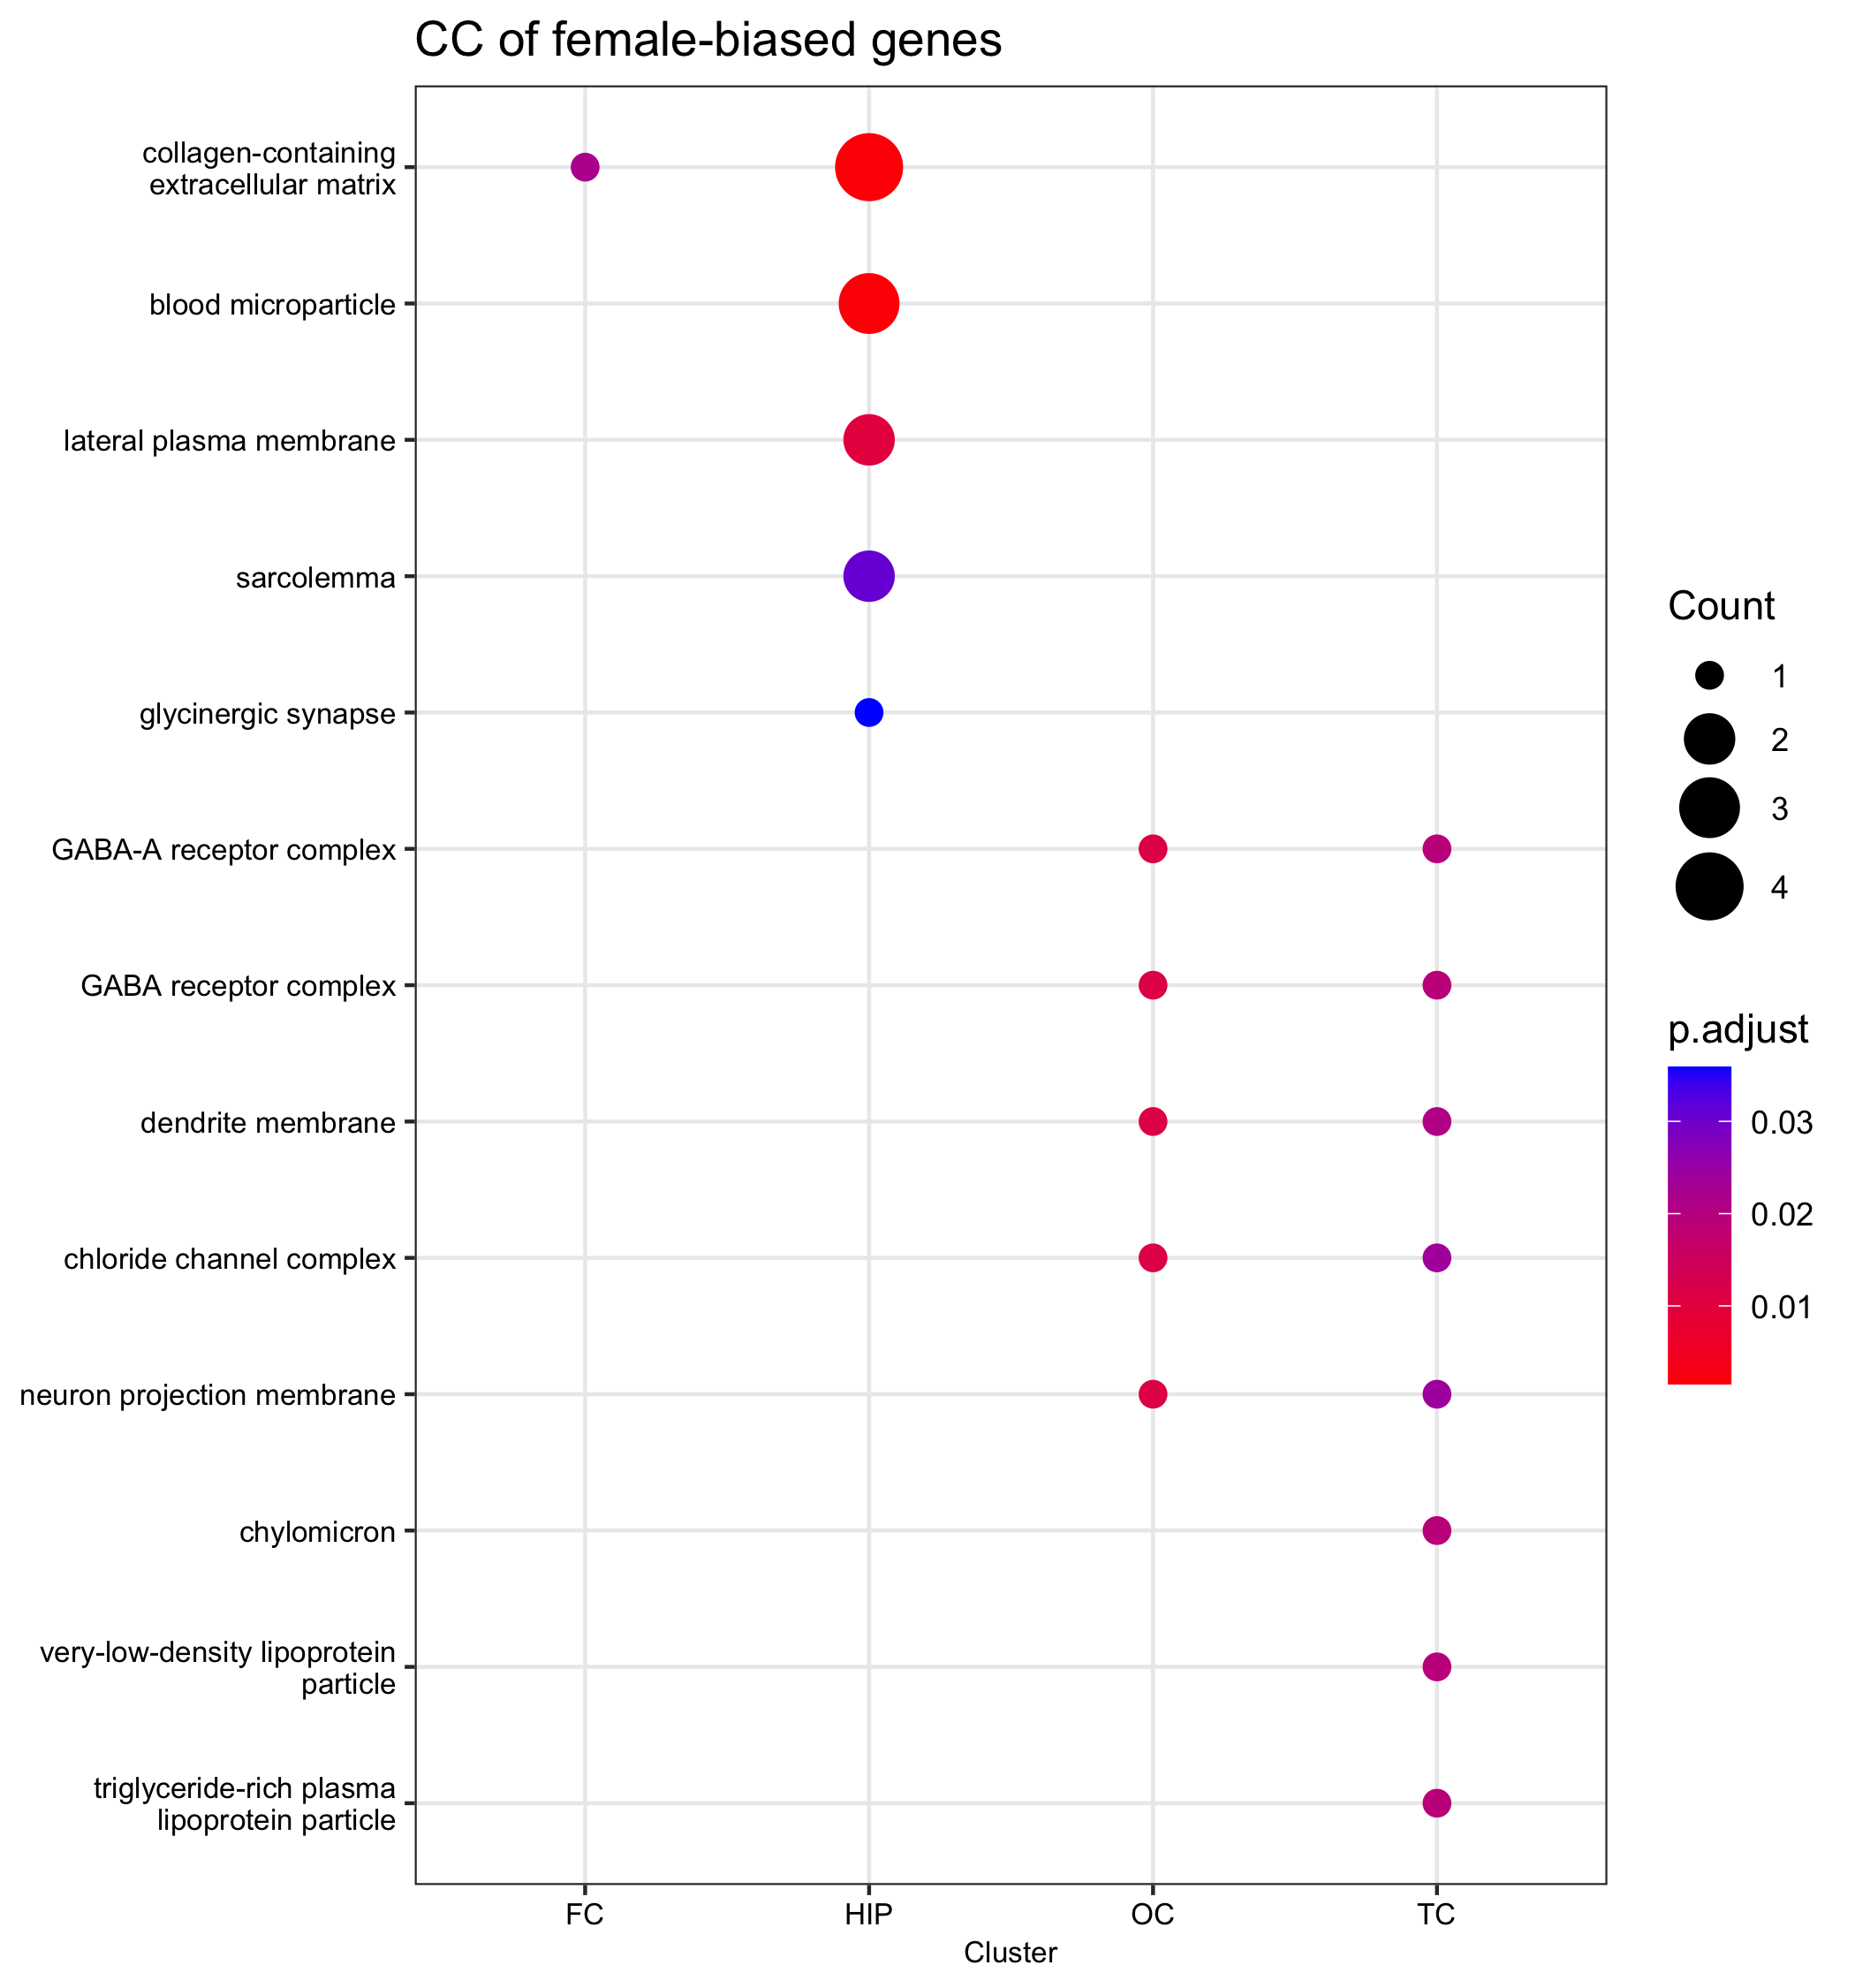 CC of female-biased genes
collagen-containing
extracellular matrix
blood microparticle
lateral plasma membrane
sarcolemma
glycinergic synapse
GABA-A receptor complex
GABA receptor complex
dendrite membrane
chloride channel complex
neuron projection membrane
chylomicron
very-low-density lipoprotein
particle
triglyceride-rich plasma
lipoprotein particle
FC
HIP
OC
TC
Cluster
Count
1
2
3
4
p.adjust
0.03
0.02
0.01